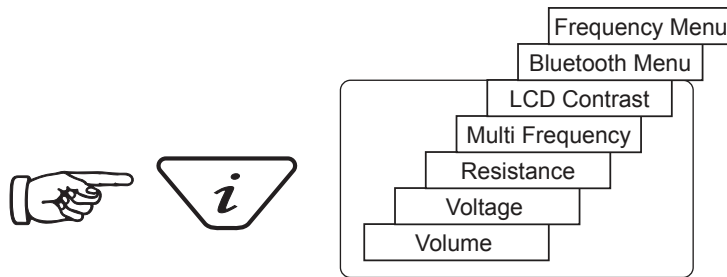 Frequency Menu
Bluetooth Menu
LCD Contrast
Multi Frequency
Resistance
i
Voltage
Volume